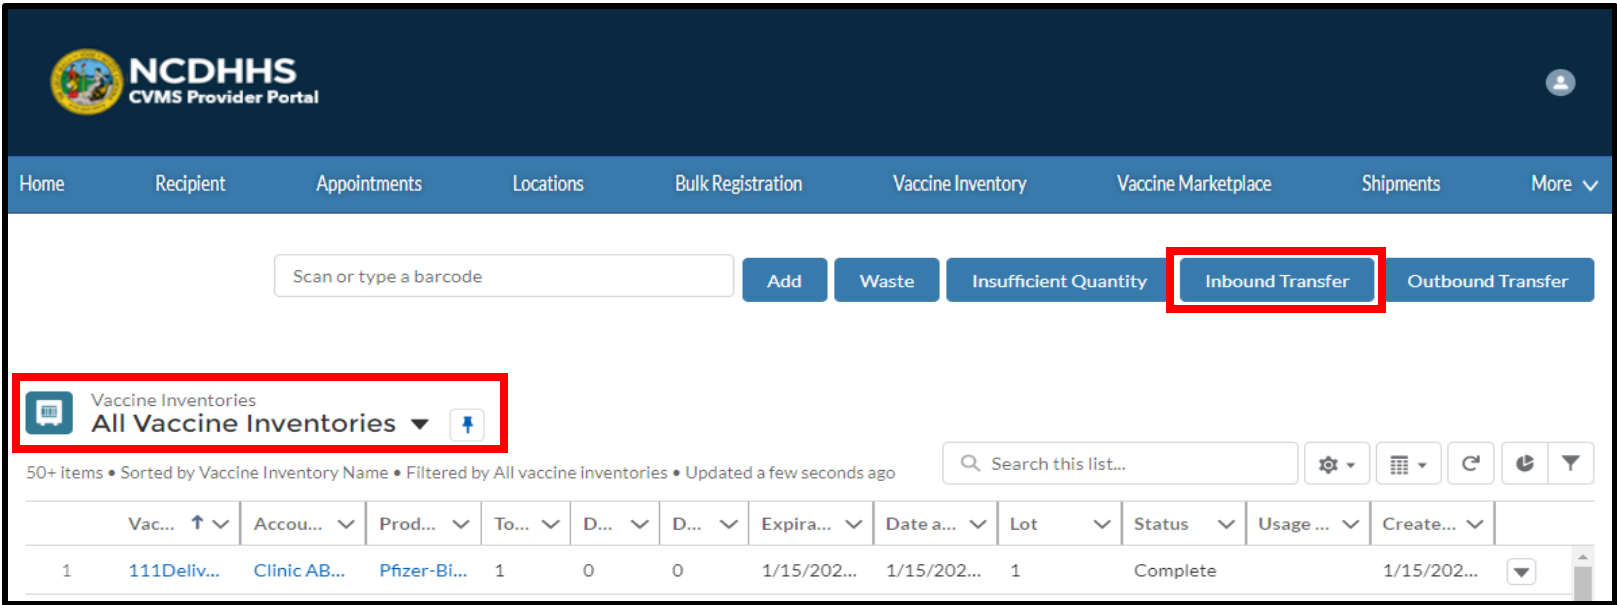 NCDHHS
CVMS Provider Portal
Home Recipient Appointments Locations Bulk Registration Vaccine Inventory Vaccine Marketplace Shipments More
Scan or type a barcode Add Waste Insufficient Quantity Inbound Transfer Outbound Transfer
Vaccine Inventories
All Vaccine Inventories
50+ items • Sorted by Vaccine Inventory Name • Filtered by All vaccine inventories • Updated a few seconds ago Search this list...
Vac... Accou... Prod... To... D... D... Expira... Date a... Lot Status Usage ... Create...
1 111Deliv... Clinic AB... Pfizer-Bi... 1 0 0 1/15/202... 1/15/202... 1 Complete 1/15/202...